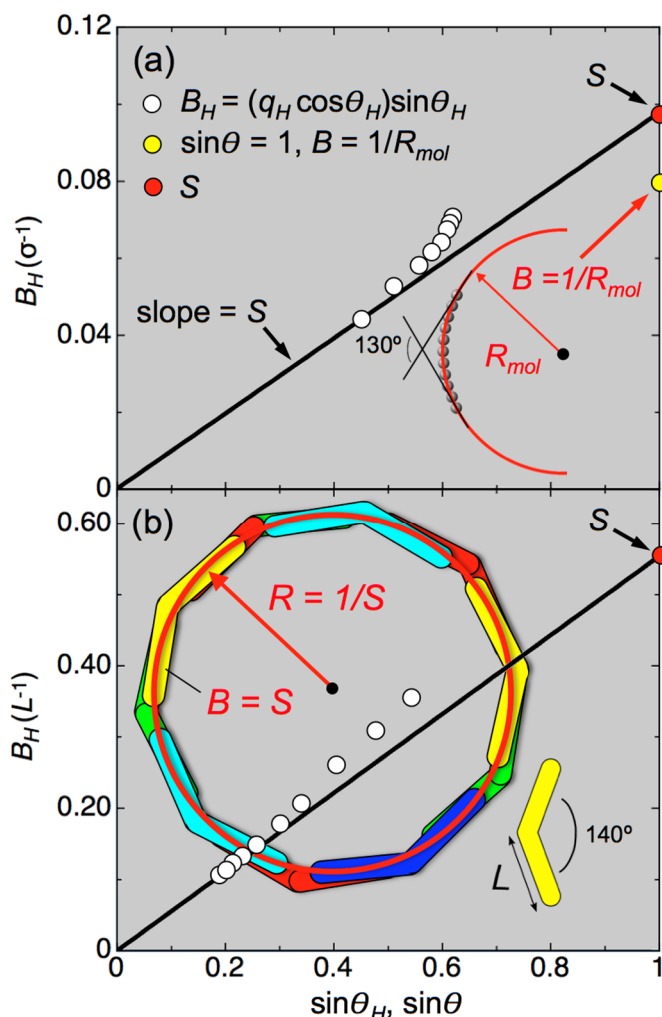 0.12
(a)
S
B_H = (q_H cosθ_H)sinθ_H
sinθ = 1, B = 1/R_mol
S
0.08
B_H (σ⁻¹)
B =1/R_mol
slope = S
0.04
130º
R_mol
0
(b)
0.60
S
R = 1/S
0.40
B = S
B_H (L⁻¹)
0.20
140º
L
0
0 0.2 0.4 0.6 0.8 1
sinθ_H, sinθ